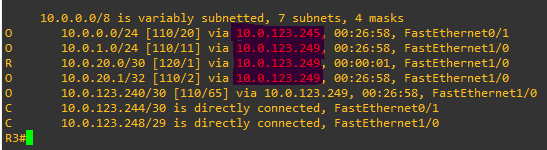 10.0.0.0/8 is variably subnetted, 7 subnets, 4 masks
O 10.0.0.0/24 [110/20] via 10.0.123.245, 00:26:58, FastEthernet0/1
O 10.0.1.0/24 [110/11] via 10.0.123.249, 00:26:58, FastEthernet1/0
R 10.0.20.0/30 [120/1] via 10.0.123.249, 00:00:01, FastEthernet1/0
O 10.0.20.1/32 [110/2] via 10.0.123.249, 00:26:58, FastEthernet1/0
O 10.0.123.240/30 [110/65] via 10.0.123.249, 00:26:58, FastEthernet1/0
C 10.0.123.244/30 is directly connected, FastEthernet0/1
C 10.0.123.248/29 is directly connected, FastEthernet1/0
R3#